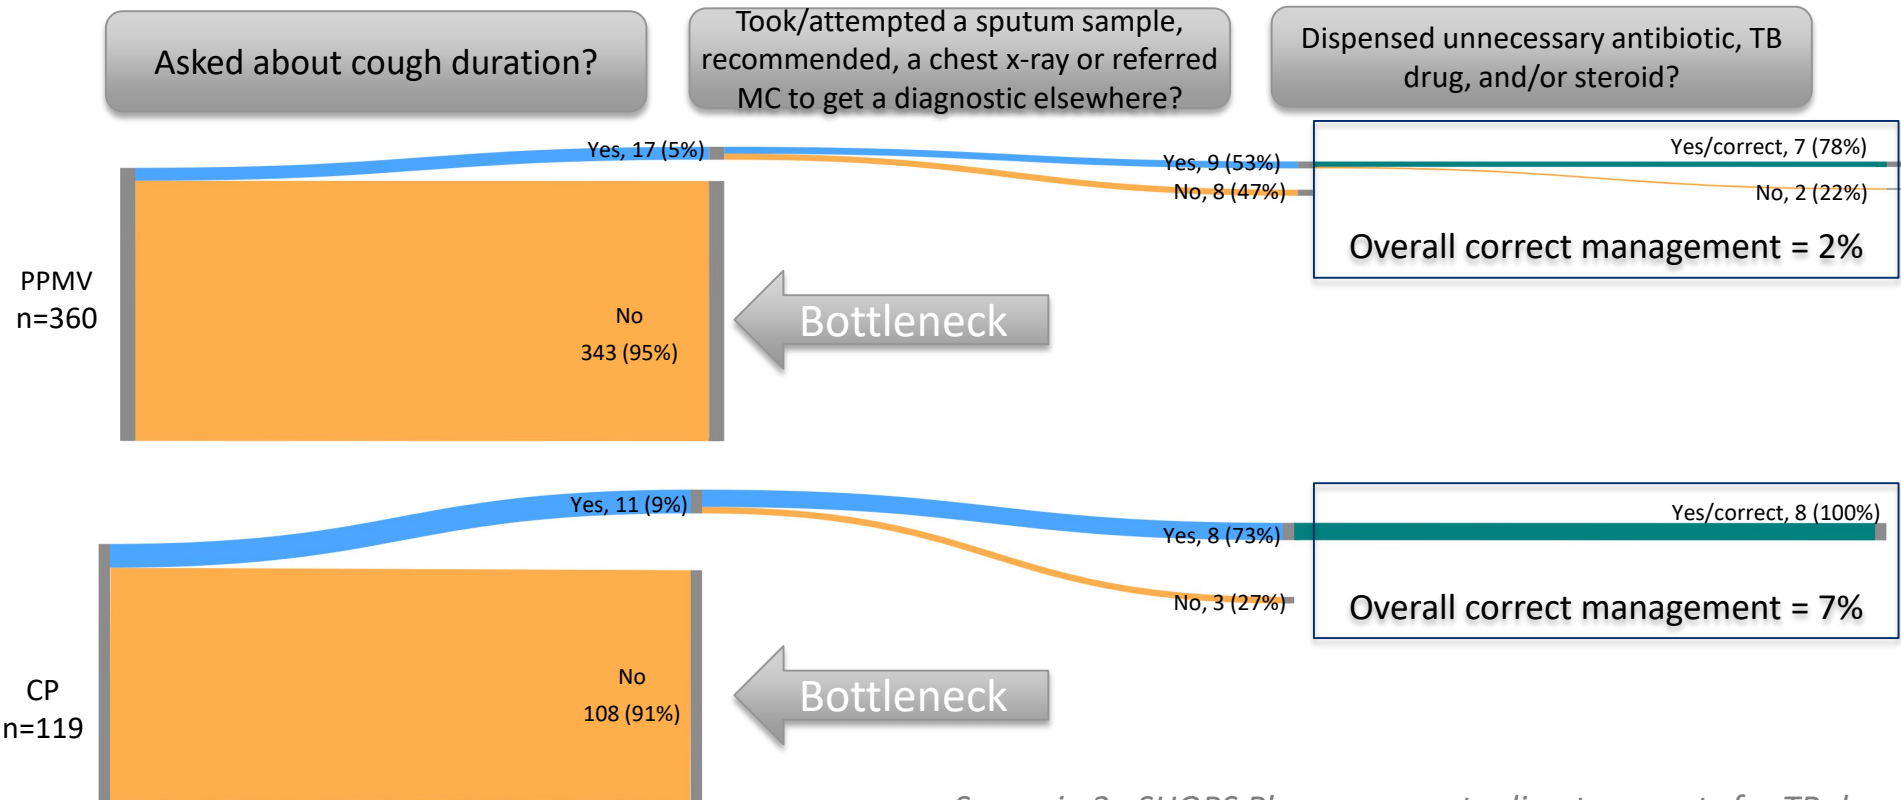 Asked about cough duration?
Took/attempted a sputum sample,
recommended, a chest x-ray or referred
MC to get a diagnostic elsewhere?
Dispensed unnecessary antibiotic, TB
drug, and/or steroid?
PPMV
n=360
Yes, 17 (5%)
No
343 (95%)
Bottleneck
Yes, 9 (53%)
No, 8 (47%)
Yes/correct, 7 (78%)
No, 2 (22%)
Overall correct management = 2%
CP
n=119
Yes, 11 (9%)
No
108 (91%)
Bottleneck
Yes, 8 (73%)
No, 3 (27%)
Yes/correct, 8 (100%)
Overall correct management = 7%